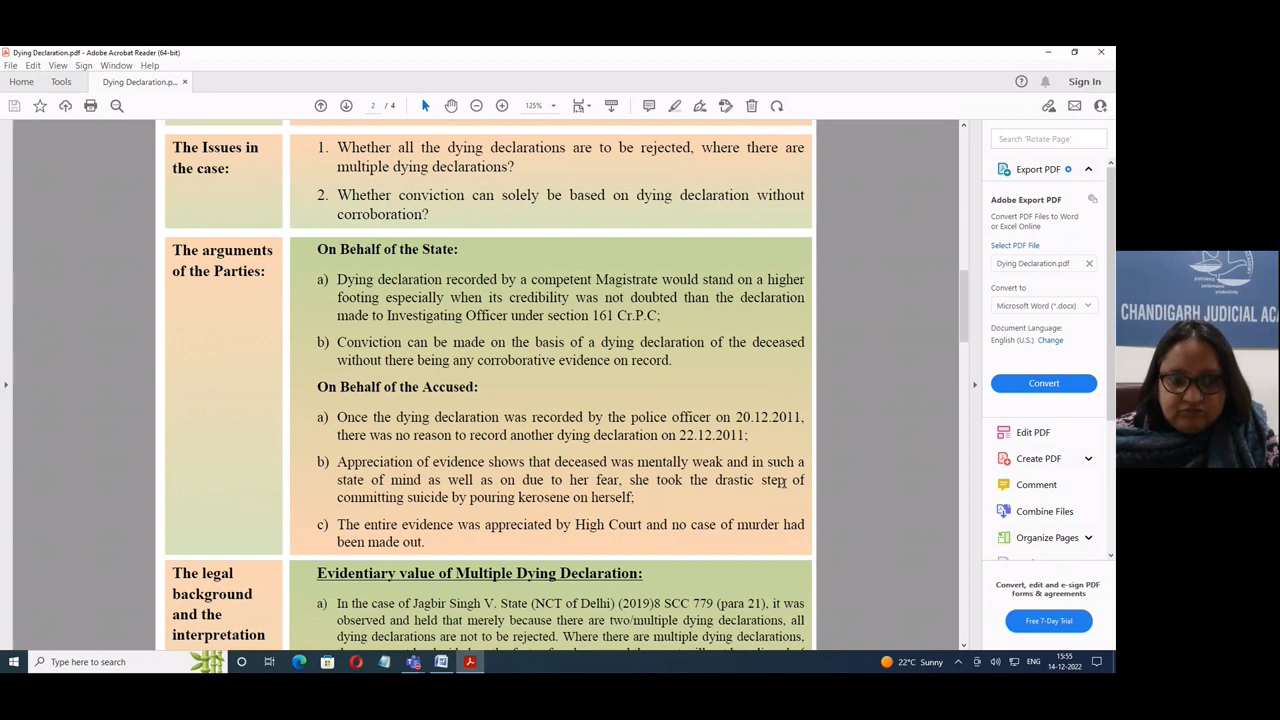 Dying Declaration.pdf - Adobe Acrobat Reader (64-bit)
File Edit View Sign Window Help
Home Tools Dying Declaration.p... × Sign In
2 / 4 125%
The Issues in
the case:
1. Whether all the dying declarations are to be rejected, where there are
multiple dying declarations?
2. Whether conviction can solely be based on dying declaration without
corroboration?
The arguments
of the Parties:
On Behalf of the State:
a) Dying declaration recorded by a competent Magistrate would stand on a higher
footing especially when its credibility was not doubted than the declaration
made to Investigating Officer under section 161 Cr.P.C;
b) Conviction can be made on the basis of a dying declaration of the deceased
without there being any corroborative evidence on record.
On Behalf of the Accused:
a) Once the dying declaration was recorded by the police officer on 20.12.2011,
there was no reason to record another dying declaration on 22.12.2011;
b) Appreciation of evidence shows that deceased was mentally weak and in such a
state of mind as well as on due to her fear, she took the drastic step of
committing suicide by pouring kerosene on herself;
c) The entire evidence was appreciated by High Court and no case of murder had
been made out.
The legal
background
and the
interpretation
Evidentiary value of Multiple Dying Declaration:
a) In the case of Jagbir Singh V. State (NCT of Delhi) (2019)8 SCC 779 (para 21), it was
observed and held that merely because there are two/multiple dying declarations, all
dying declarations are not to be rejected. Where there are multiple dying declarations,
Search 'Rotate Page'
Export PDF
Adobe Export PDF
Convert PDF Files to Word
or Excel Online
Select PDF File
Dying Declaration.pdf ×
Convert to
Microsoft Word (*.docx)
Document Language:
English (U.S.) Change
Convert
Edit PDF
Create PDF
Comment
Combine Files
Organize Pages
Convert, edit and e-sign PDF
forms & agreements
Free 7-Day Trial
CHANDIGARH JUDICIAL ACA
Type here to search
22°C Sunny
ENG
15:55
14-12-2022